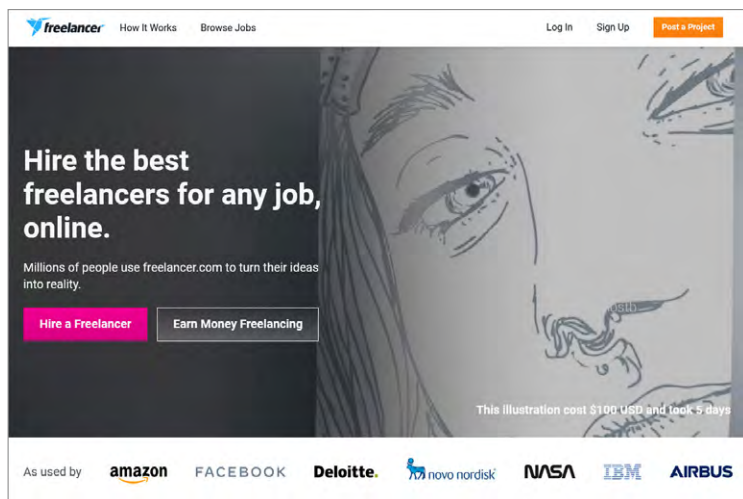 freelancer How It Works Browse Jobs Log In Sign Up Post a Project
Hire the best
freelancers for any job,
online.
Millions of people use freelancer.com to turn their ideas
into reality.
Hire a Freelancer Earn Money Freelancing
This illustration cost $100 USD and took 5 days
As used by amazon FACEBOOK Deloitte. novo nordisk NASA IBM AIRBUS